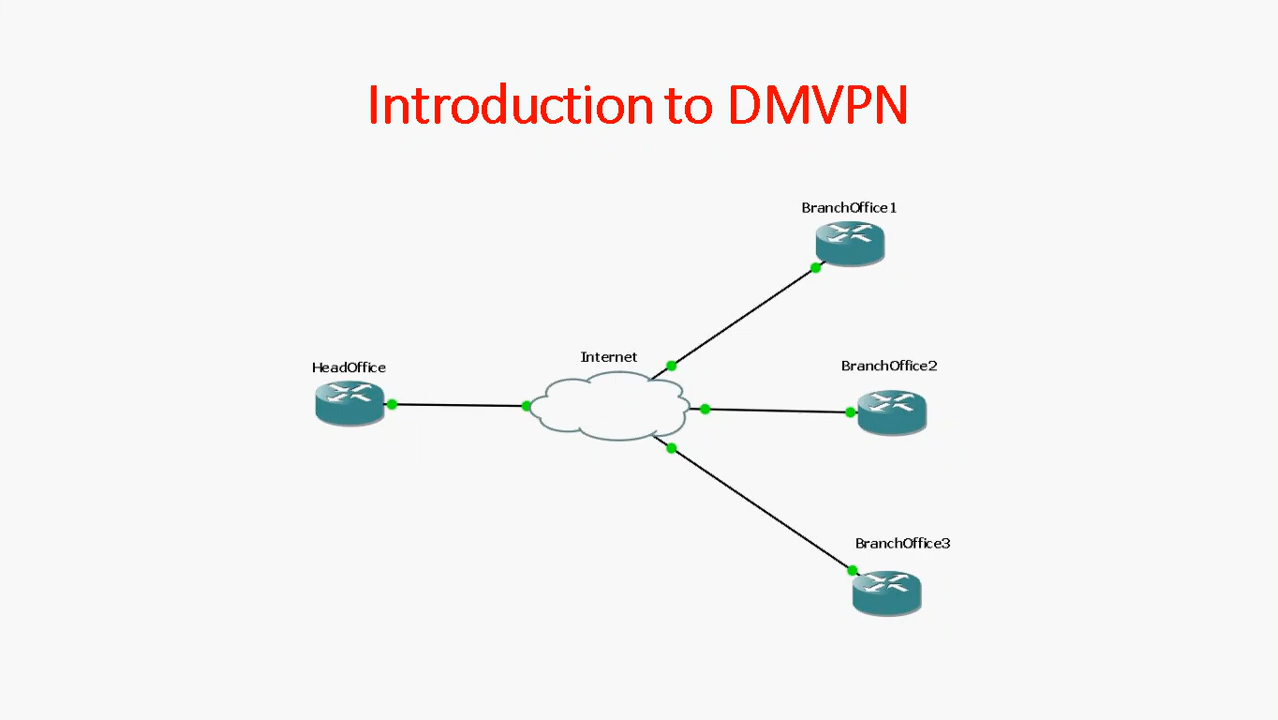 Introduction to DMVPN
BranchOffice1
Internet
HeadOffice
BranchOffice2
BranchOffice3